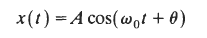 x(t) = A cos(ω₀t + θ)